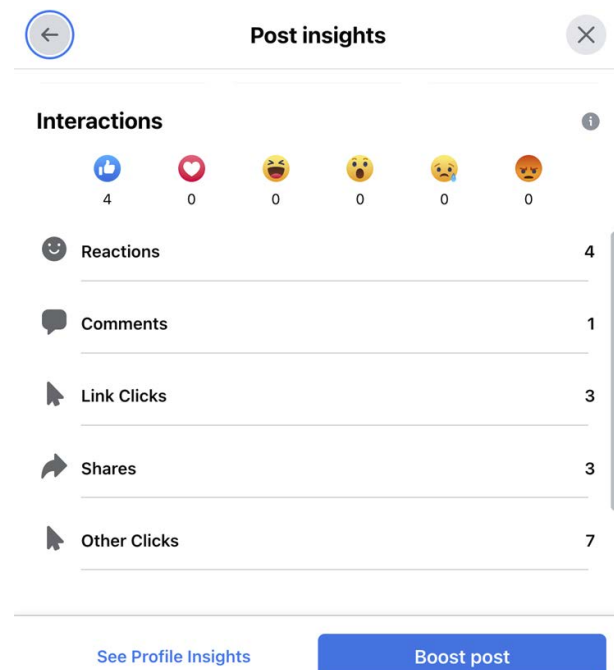 Post insights
Interactions
4 0 0 0 0 0
Reactions 4
Comments 1
Link Clicks 3
Shares 3
Other Clicks 7
See Profile Insights Boost post